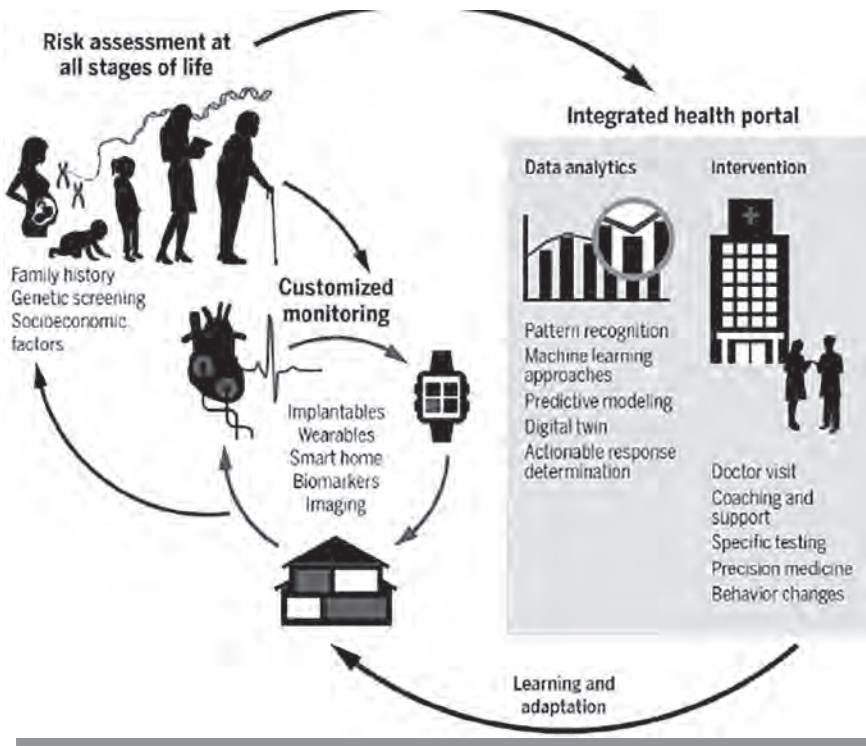 Risk assessment at
all stages of life
Family history
Genetic screening
Socioeconomic
factors
Customized
monitoring
Implantables
Wearables
Smart home
Biomarkers
Imaging
Integrated health portal
Data analytics
Pattern recognition
Machine learning
approaches
Predictive modeling
Digital twin
Actionable response
determination
Intervention
Doctor visit
Coaching and
support
Specific testing
Precision medicine
Behavior changes
Learning and
adaptation